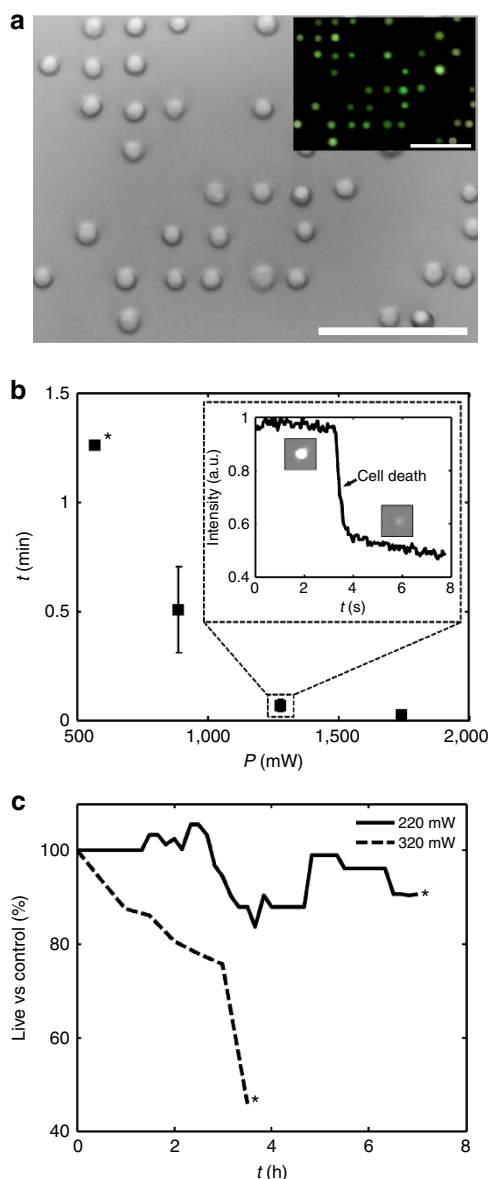 a
b
1.5
1
0.5
0
t (min)
500
1,000
1,500
2,000
P (mW)
*
1
0.8
0.6
0.4
Intensity (a.u.)
Cell death
0
2
4
6
8
t (s)
c
100
80
60
40
Live vs control (%)
220 mW
320 mW
*
*
0
2
4
6
8
t (h)